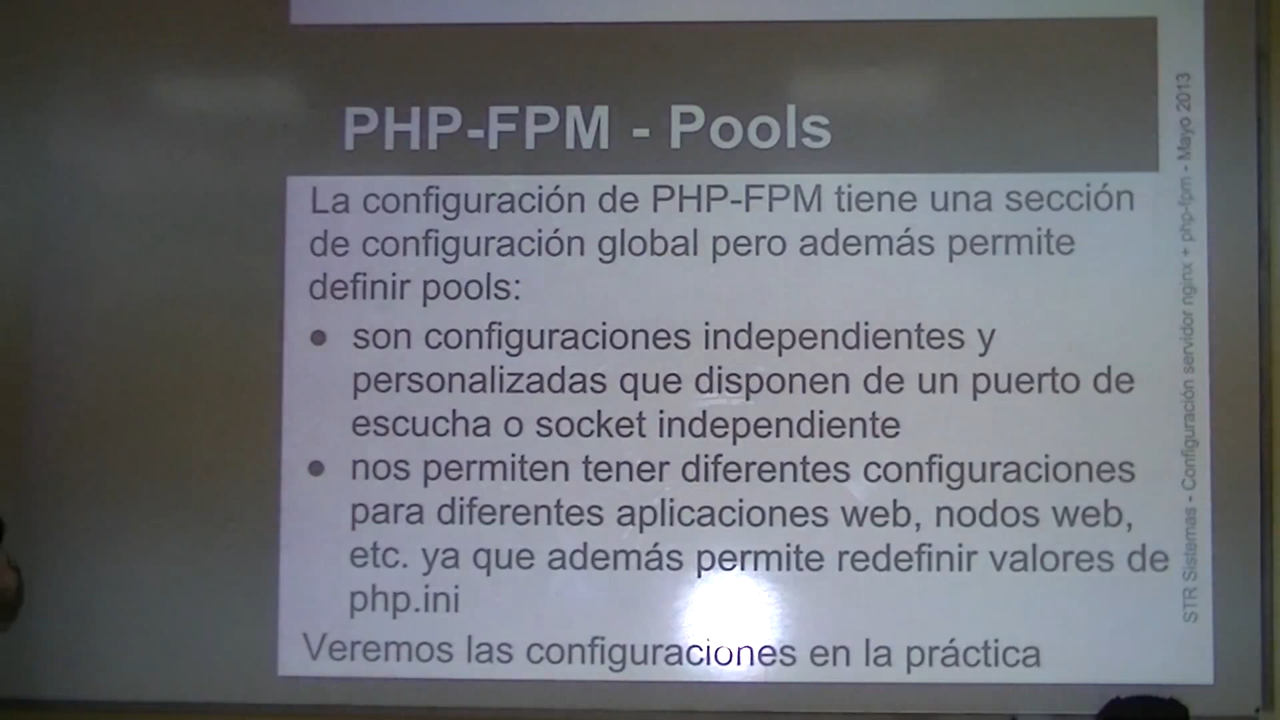 PHP-FPM - Pools
La configuración de PHP-FPM tiene una sección
de configuración global pero además permite
definir pools:
● son configuraciones independientes y
personalizadas que disponen de un puerto de
escucha o socket independiente
● nos permiten tener diferentes configuraciones
para diferentes aplicaciones web, nodos web,
etc. ya que además permite redefinir valores de
php.ini
Veremos las configuraciones en la práctica
STR Sistemas - Configuración servidor nginx + php-fpm - Mayo 2013